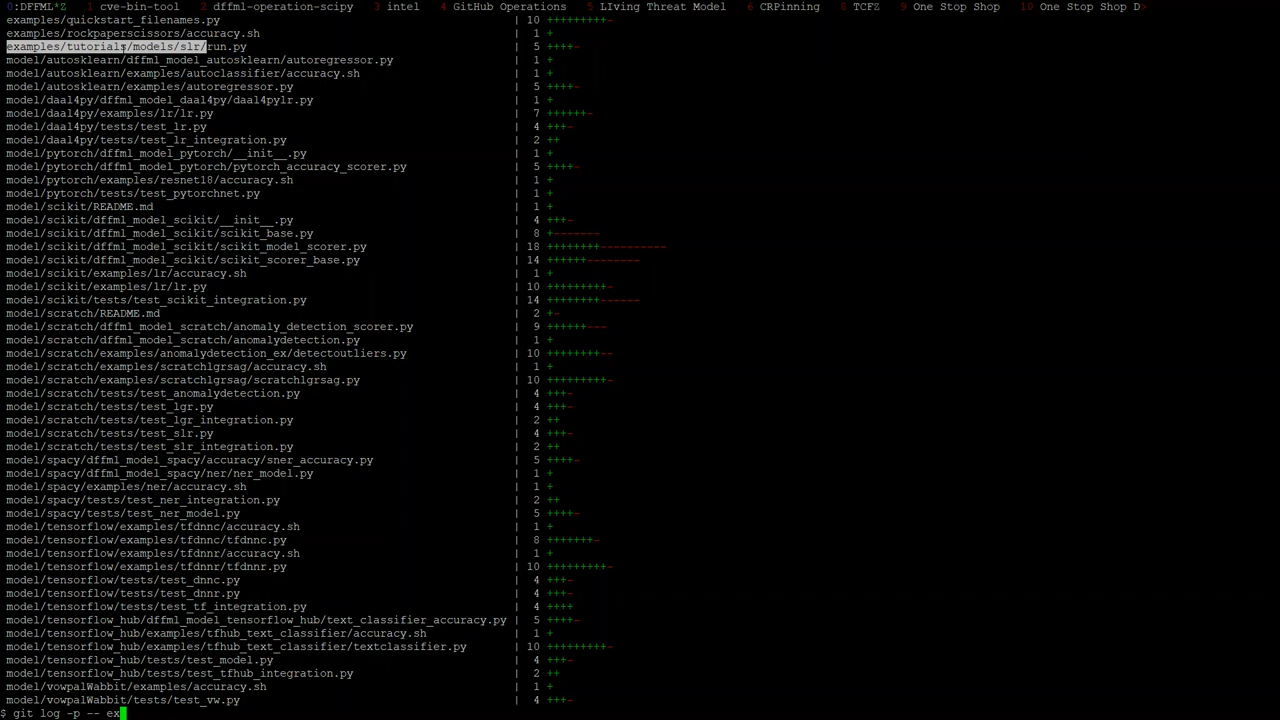 0:DFFML*Z 1 cve-bin-tool 2 dffml-operation-scipy 3 intel 4 GitHub Operations 5 LIving Threat Model 6 CRPinning 8 TCFZ 9 One Stop Shop 10 One Stop Shop D>
examples/quickstart_filenames.py | 10 +++++++++-
examples/rockpaperscissors/accuracy.sh | 1 +
examples/tutorials/models/slr/run.py | 5 ++++-
model/autosklearn/dffml_model_autosklearn/autoregressor.py | 1 +
model/autosklearn/examples/autoclassifier/accuracy.sh | 1 +
model/autosklearn/examples/autoregressor.py | 5 ++++-
model/daal4py/dffml_model_daal4py/daal4pylr.py | 1 +
model/daal4py/examples/lr/lr.py | 7 ++++++-
model/daal4py/tests/test_lr.py | 4 +++-
model/daal4py/tests/test_lr_integration.py | 2 ++
model/pytorch/dffml_model_pytorch/__init__.py | 1 +
model/pytorch/dffml_model_pytorch/pytorch_accuracy_scorer.py | 5 ++++-
model/pytorch/examples/resnet18/accuracy.sh | 1 +
model/pytorch/tests/test_pytorchnet.py | 1 +
model/scikit/README.md | 1 +
model/scikit/dffml_model_scikit/__init__.py | 4 +++-
model/scikit/dffml_model_scikit/scikit_base.py | 8 +-------
model/scikit/dffml_model_scikit/scikit_model_scorer.py | 18 ++++++++----------
model/scikit/dffml_model_scikit/scikit_scorer_base.py | 14 ++++++--------
model/scikit/examples/lr/accuracy.sh | 1 +
model/scikit/examples/lr/lr.py | 10 +++++++++-
model/scikit/tests/test_scikit_integration.py | 14 ++++++++------
model/scratch/README.md | 2 +-
model/scratch/dffml_model_scratch/anomaly_detection_scorer.py | 9 ++++++---
model/scratch/dffml_model_scratch/anomalydetection.py | 1 +
model/scratch/examples/anomalydetection_ex/detectoutliers.py | 10 ++++++++--
model/scratch/examples/scratchlgrsag/accuracy.sh | 1 +
model/scratch/examples/scratchlgrsag/scratchlgrsag.py | 10 +++++++++-
model/scratch/tests/test_anomalydetection.py | 4 +++-
model/scratch/tests/test_lgr.py | 4 +++-
model/scratch/tests/test_lgr_integration.py | 2 ++
model/scratch/tests/test_slr.py | 4 +++-
model/scratch/tests/test_slr_integration.py | 2 ++
model/spacy/dffml_model_spacy/accuracy/sner_accuracy.py | 5 ++++-
model/spacy/dffml_model_spacy/ner/ner_model.py | 1 +
model/spacy/examples/ner/accuracy.sh | 1 +
model/spacy/tests/test_ner_integration.py | 2 ++
model/spacy/tests/test_ner_model.py | 5 ++++-
model/tensorflow/examples/tfdnnc/accuracy.sh | 1 +
model/tensorflow/examples/tfdnnc/tfdnnc.py | 8 +++++++-
model/tensorflow/examples/tfdnnr/accuracy.sh | 1 +
model/tensorflow/examples/tfdnnr/tfdnnr.py | 10 +++++++++-
model/tensorflow/tests/test_dnnc.py | 4 +++-
model/tensorflow/tests/test_dnnr.py | 4 +++-
model/tensorflow/tests/test_tf_integration.py | 4 ++++
model/tensorflow_hub/dffml_model_tensorflow_hub/text_classifier_accuracy.py | 5 ++++-
model/tensorflow_hub/examples/tfhub_text_classifier/accuracy.sh | 1 +
model/tensorflow_hub/examples/tfhub_text_classifier/textclassifier.py | 10 +++++++++-
model/tensorflow_hub/tests/test_model.py | 4 +++-
model/tensorflow_hub/tests/test_tfhub_integration.py | 2 ++
model/vowpalWabbit/examples/accuracy.sh | 1 +
model/vowpalWabbit/tests/test_vw.py | 4 +++-
$ git log -p -- ex